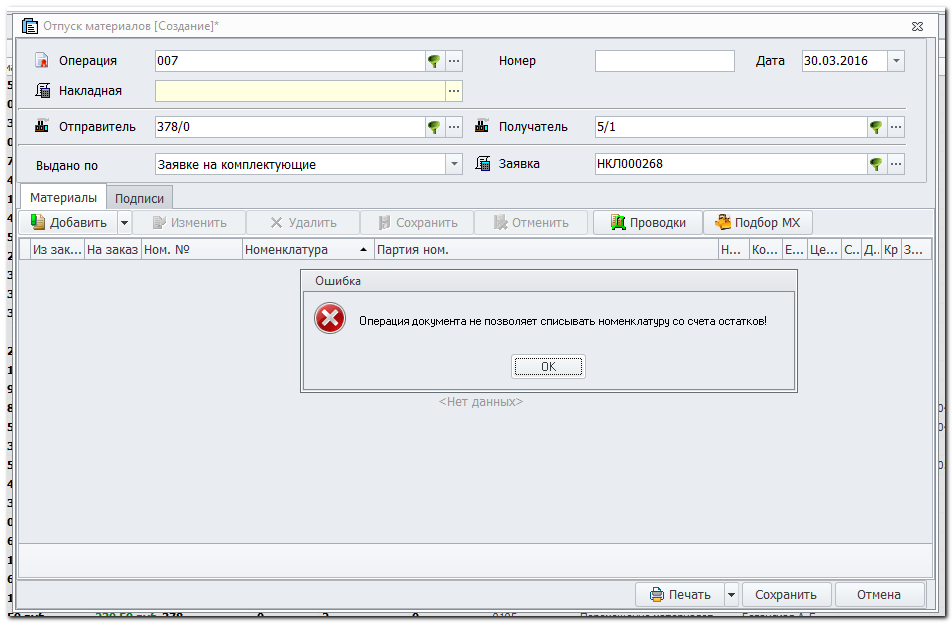 Отпуск материалов [Создание]*
Операция 007 ... Номер Дата 30.03.2016
Накладная ...
Отправитель 378/0 ... Получатель 5/1 ...
Выдано по Заявке на комплектующие Заявка НКЛ000268 ...
Материалы Подписи
Добавить Изменить Удалить Сохранить Отменить Проводки Подбор МХ
Из зак... На заказ Ном. № Номенклатура Партия ном. Н... Ко... Е... Це... С.. Д.. Кр З...
Ошибка
Операция документа не позволяет списывать номенклатуру со счета остатков!
OK
<Нет данных>
Печать Сохранить Отмена